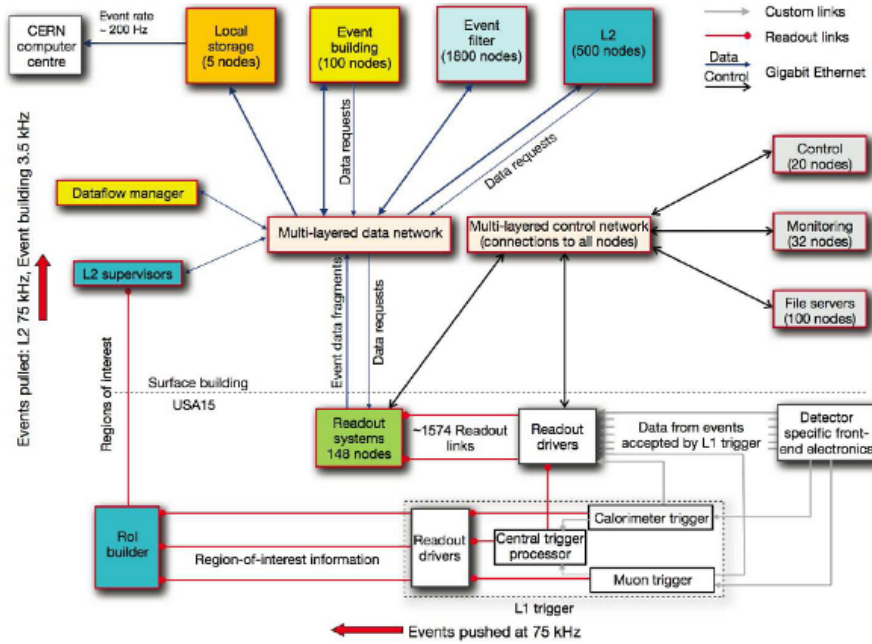 CERN
computer
centre
Event rate
~ 200 Hz
Local
storage
(5 nodes)
Event
building
(100 nodes)
Event
filter
(1800 nodes)
L2
(500 nodes)
Custom links
Readout links
Data
Control
Gigabit Ethernet
Events pulled: L2 75 kHz, Event building 3.5 kHz
Data requests
Data requests
Control
(20 nodes)
Dataflow manager
Multi-layered data network
Multi-layered control network
(connections to all nodes)
Monitoring
(32 nodes)
L2 supervisors
File servers
(100 nodes)
Regions of interest
Event data fragments
Data requests
Surface building
USA15
Readout
systems
148 nodes
~1574 Readout
links
Readout
drivers
Data from events
accepted by L1 trigger
Detector
specific front-
end electronics
RoI
builder
Region-of-interest information
Readout
drivers
Central trigger
processor
Calorimeter trigger
Muon trigger
L1 trigger
Events pushed at 75 kHz